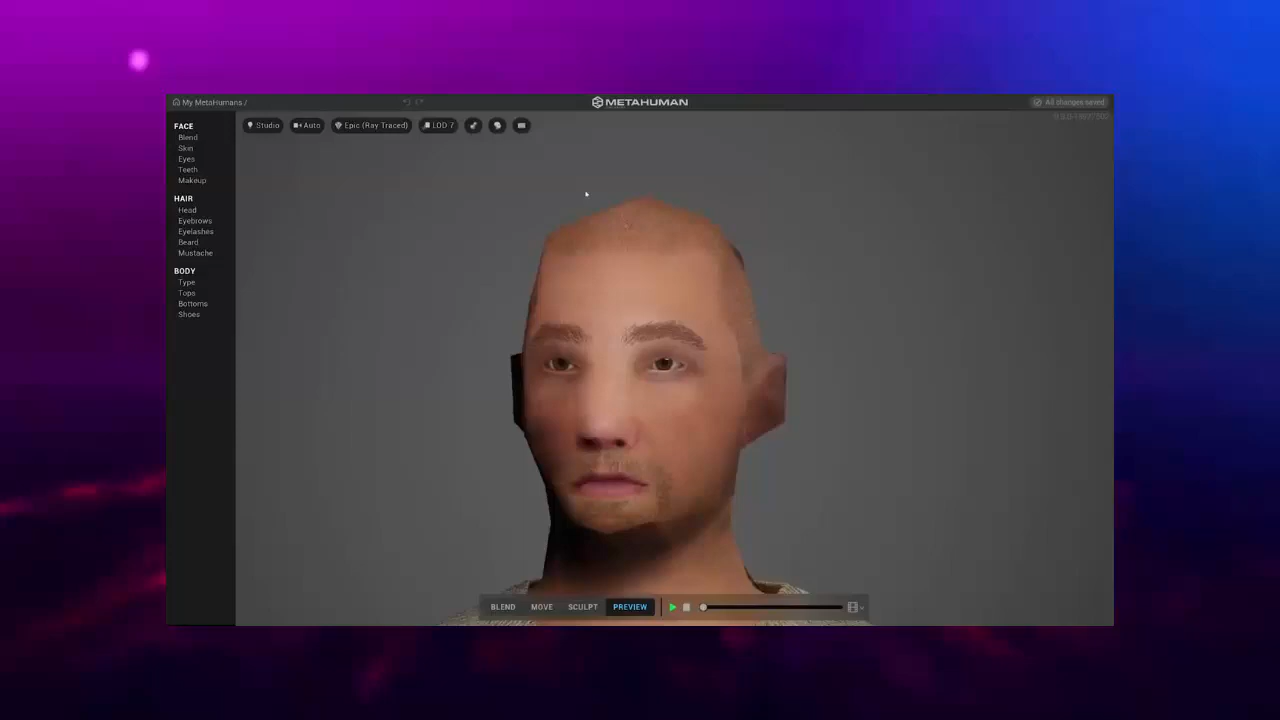 My MetaHumans /
METAHUMAN
All changes saved
FACE
Blend
Skin
Eyes
Teeth
Makeup
HAIR
Head
Eyebrows
Eyelashes
Beard
Mustache
BODY
Type
Tops
Bottoms
Shoes
Studio
Auto
Epic (Ray Traced)
LOD 7
BLEND
MOVE
SCULPT
PREVIEW